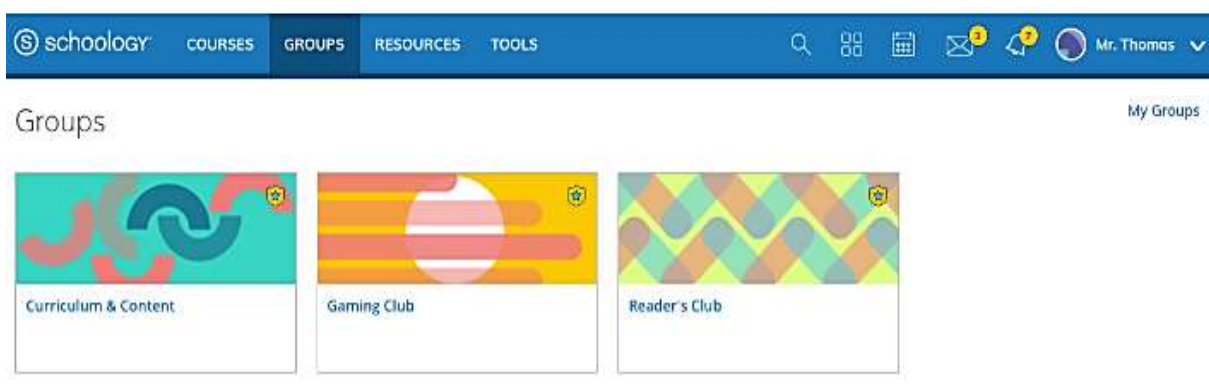 schoology COURSES GROUPS RESOURCES TOOLS 3 7 Mr. Thomas
Groups
My Groups
Curriculum & Content
Gaming Club
Reader's Club